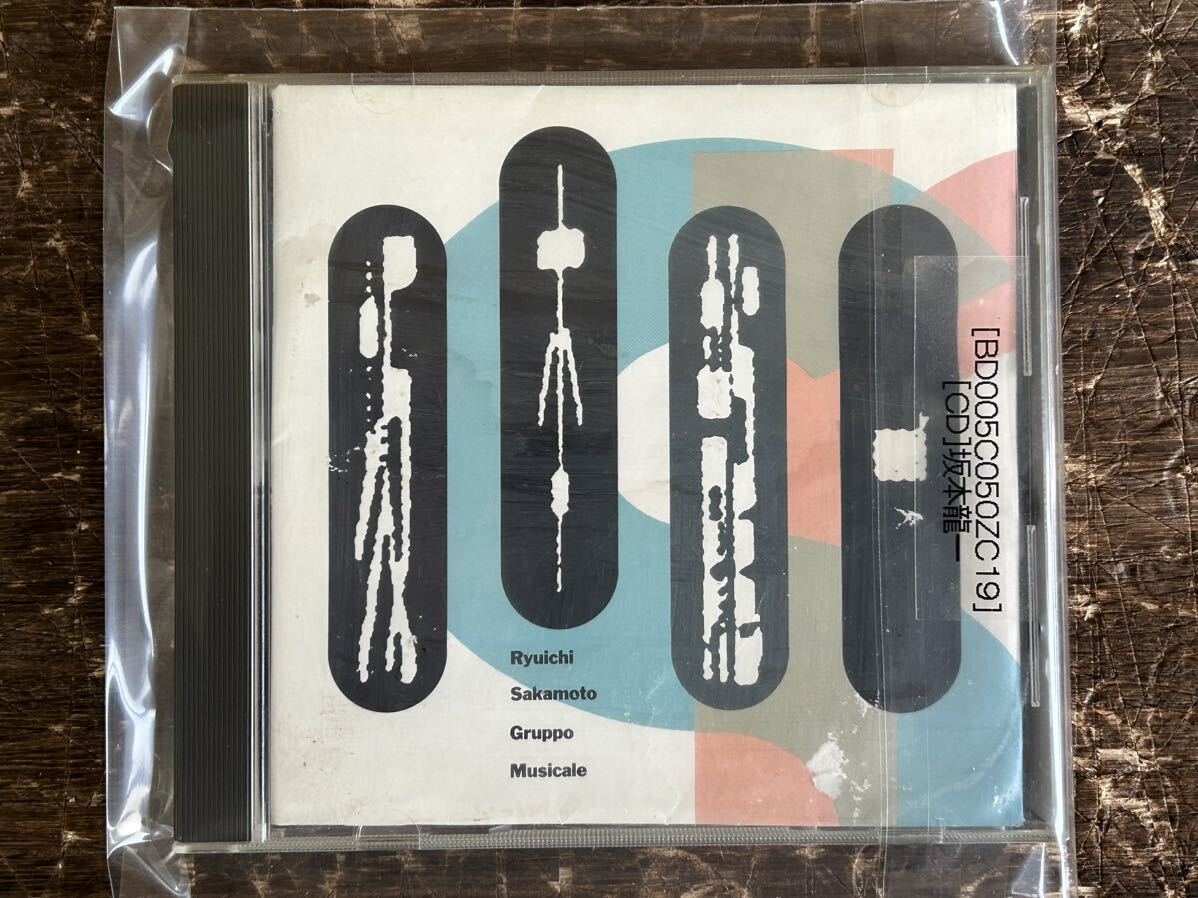 Ryuichi
Sakamoto
Gruppo
Musicale
[BD005C050ZC19]
[CD]坂本龍一